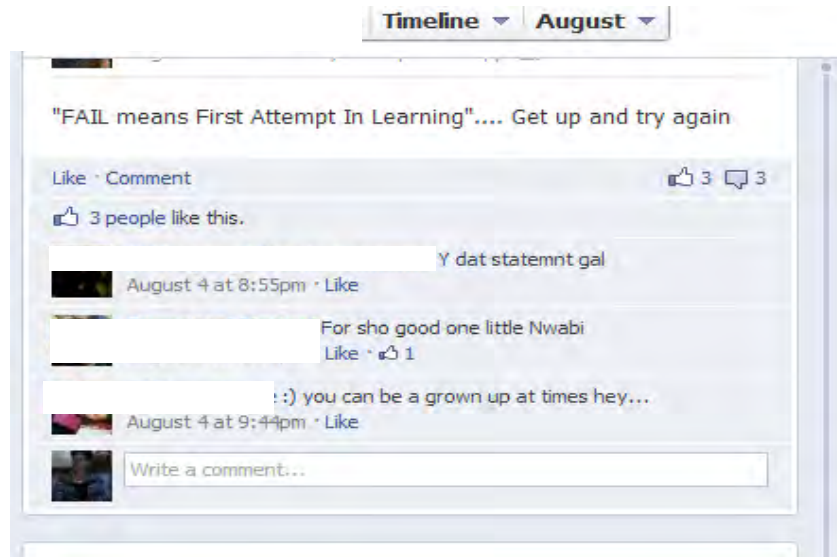 Timeline August
"FAIL means First Attempt In Learning".... Get up and try again
Like · Comment 3 3
3 people like this.
Y dat statemnt gal
August 4 at 8:55pm · Like
For sho good one little Nwabi
Like · 1
:) you can be a grown up at times hey...
August 4 at 9:44pm · Like
Write a comment...